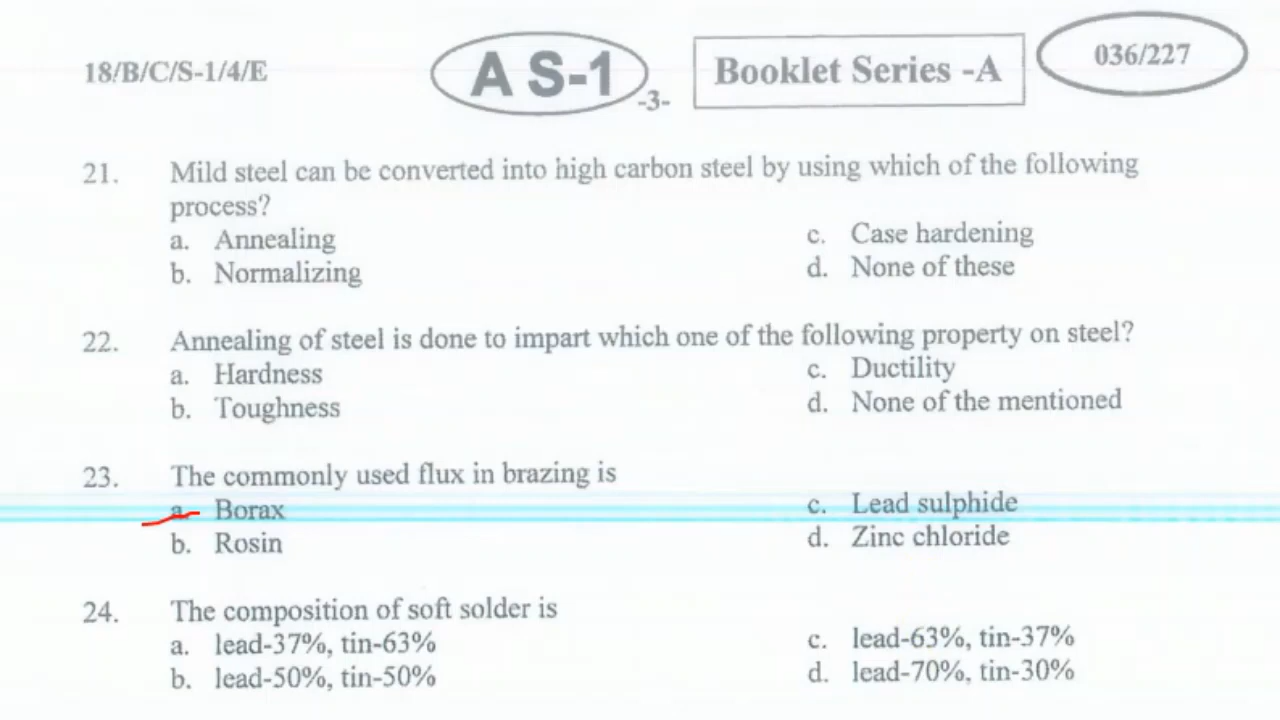 18/B/C/S-1/4/E
A S-1
-3-
Booklet Series -A
036/227
21. Mild steel can be converted into high carbon steel by using which of the following
process?
a. Annealing
b. Normalizing
c. Case hardening
d. None of these
22. Annealing of steel is done to impart which one of the following property on steel?
a. Hardness
b. Toughness
c. Ductility
d. None of the mentioned
23. The commonly used flux in brazing is
a. Borax
b. Rosin
c. Lead sulphide
d. Zinc chloride
24. The composition of soft solder is
a. lead-37%, tin-63%
b. lead-50%, tin-50%
c. lead-63%, tin-37%
d. lead-70%, tin-30%